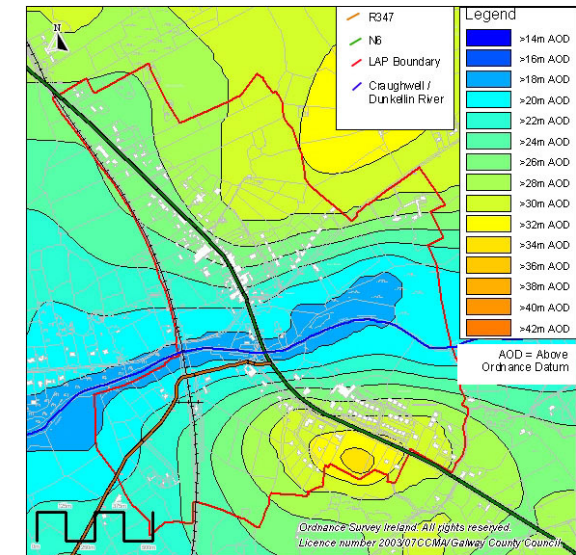 N
R347
N6
LAP Boundary
Craughwell /
Dunkellin River
Legend
>14m AOD
>16m AOD
>18m AOD
>20m AOD
>22m AOD
>24m AOD
>26m AOD
>28m AOD
>30m AOD
>32m AOD
>34m AOD
>36m AOD
>38m AOD
>40m AOD
>42m AOD
AOD = Above
Ordnance Datum
Ordnance Survey Ireland. All rights reserved.
Licence number 2003/07CCMA/Galway County Council